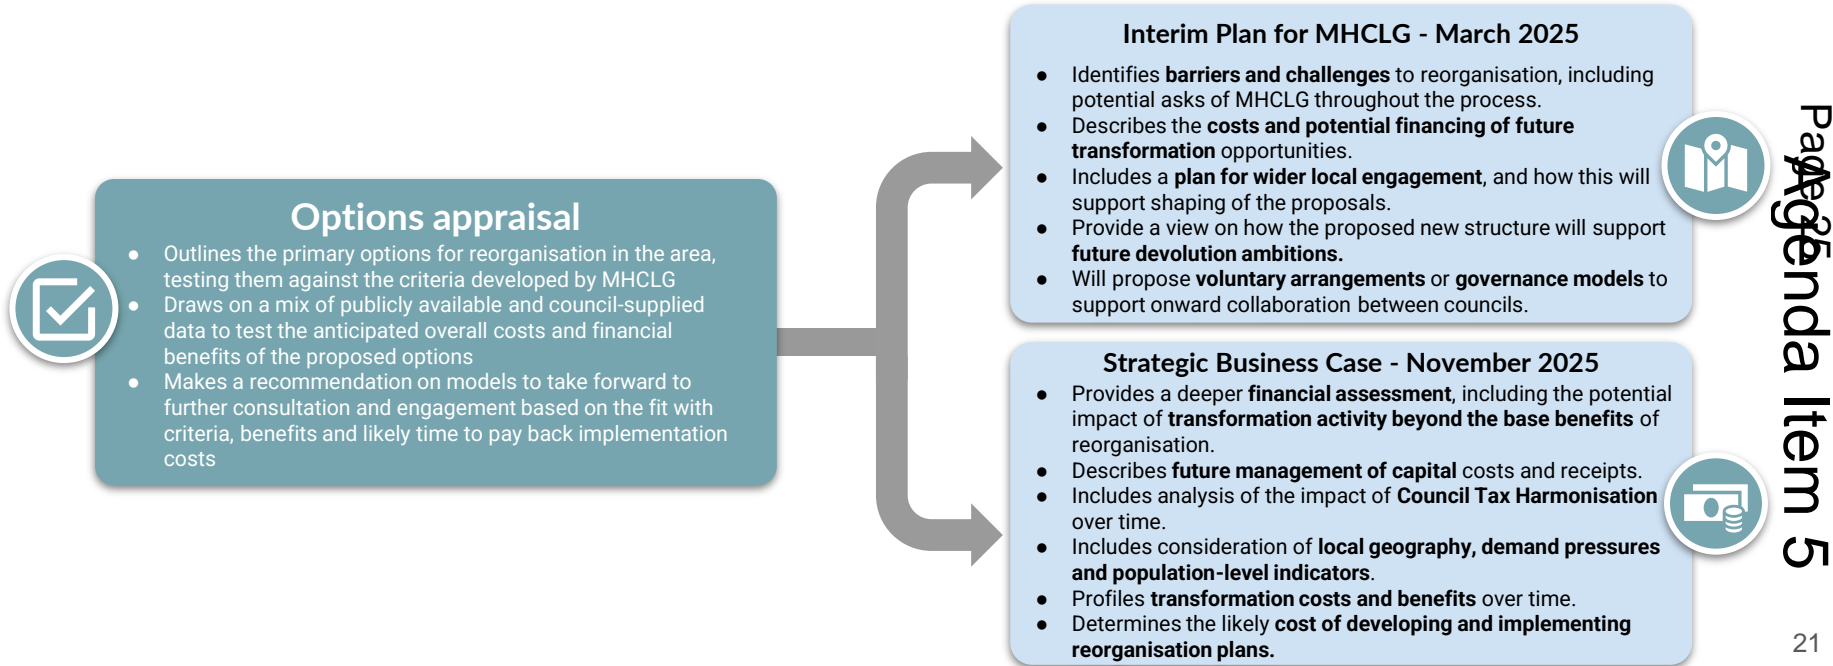 Options appraisal
● Outlines the primary options for reorganisation in the area,
testing them against the criteria developed by MHCLG
● Draws on a mix of publicly available and council-supplied
data to test the anticipated overall costs and financial
benefits of the proposed options
● Makes a recommendation on models to take forward to
further consultation and engagement based on the fit with
criteria, benefits and likely time to pay back implementation
costs
Interim Plan for MHCLG - March 2025
● Identifies barriers and challenges to reorganisation, including
potential asks of MHCLG throughout the process.
● Describes the costs and potential financing of future
transformation opportunities.
● Includes a plan for wider local engagement, and how this will
support shaping of the proposals.
● Provide a view on how the proposed new structure will support
future devolution ambitions.
● Will propose voluntary arrangements or governance models to
support onward collaboration between councils.
Strategic Business Case - November 2025
● Provides a deeper financial assessment, including the potential
impact of transformation activity beyond the base benefits of
reorganisation.
● Describes future management of capital costs and receipts.
● Includes analysis of the impact of Council Tax Harmonisation
over time.
● Includes consideration of local geography, demand pressures
and population-level indicators.
● Profiles transformation costs and benefits over time.
● Determines the likely cost of developing and implementing
reorganisation plans.
Page 25
Agenda Item 5
21